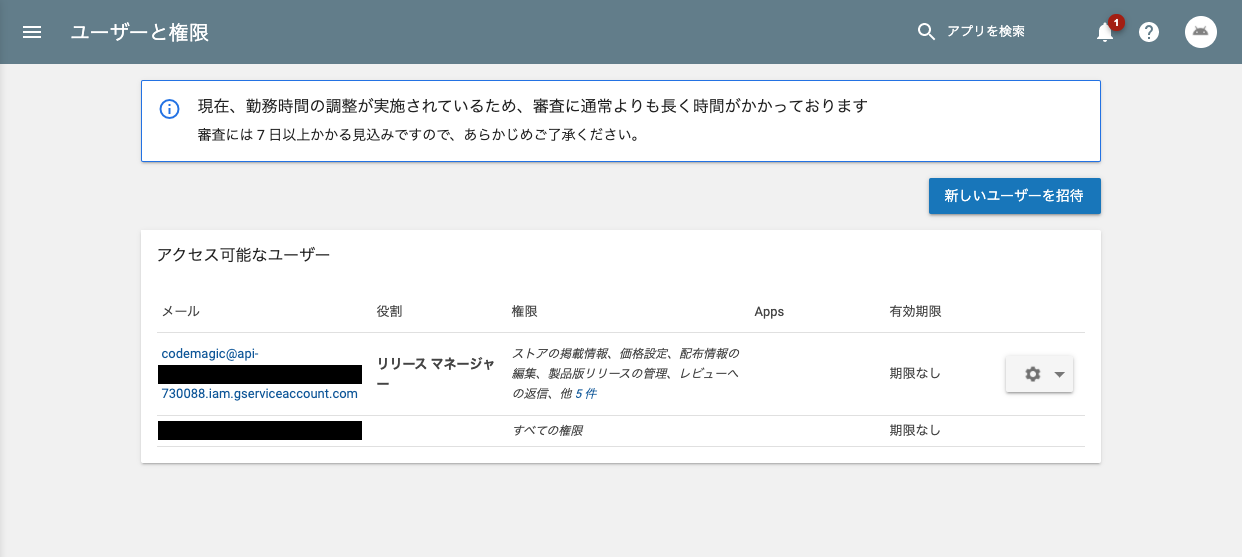 ユーザーと権限
アプリを検索
1
現在、勤務時間の調整が実施されているため、審査に通常よりも長く時間がかかっております
審査には 7 日以上かかる見込みですので、あらかじめご了承ください。
新しいユーザーを招待
アクセス可能なユーザー
メール 役割 権限 Apps 有効期限
codemagic@api-
730088.iam.gserviceaccount.com
リリース マネージャ
ー
ストアの掲載情報、価格設定、配布情報の
編集、製品版リリースの管理、レビューへ
の返信、他 5 件
期限なし
すべての権限 期限なし